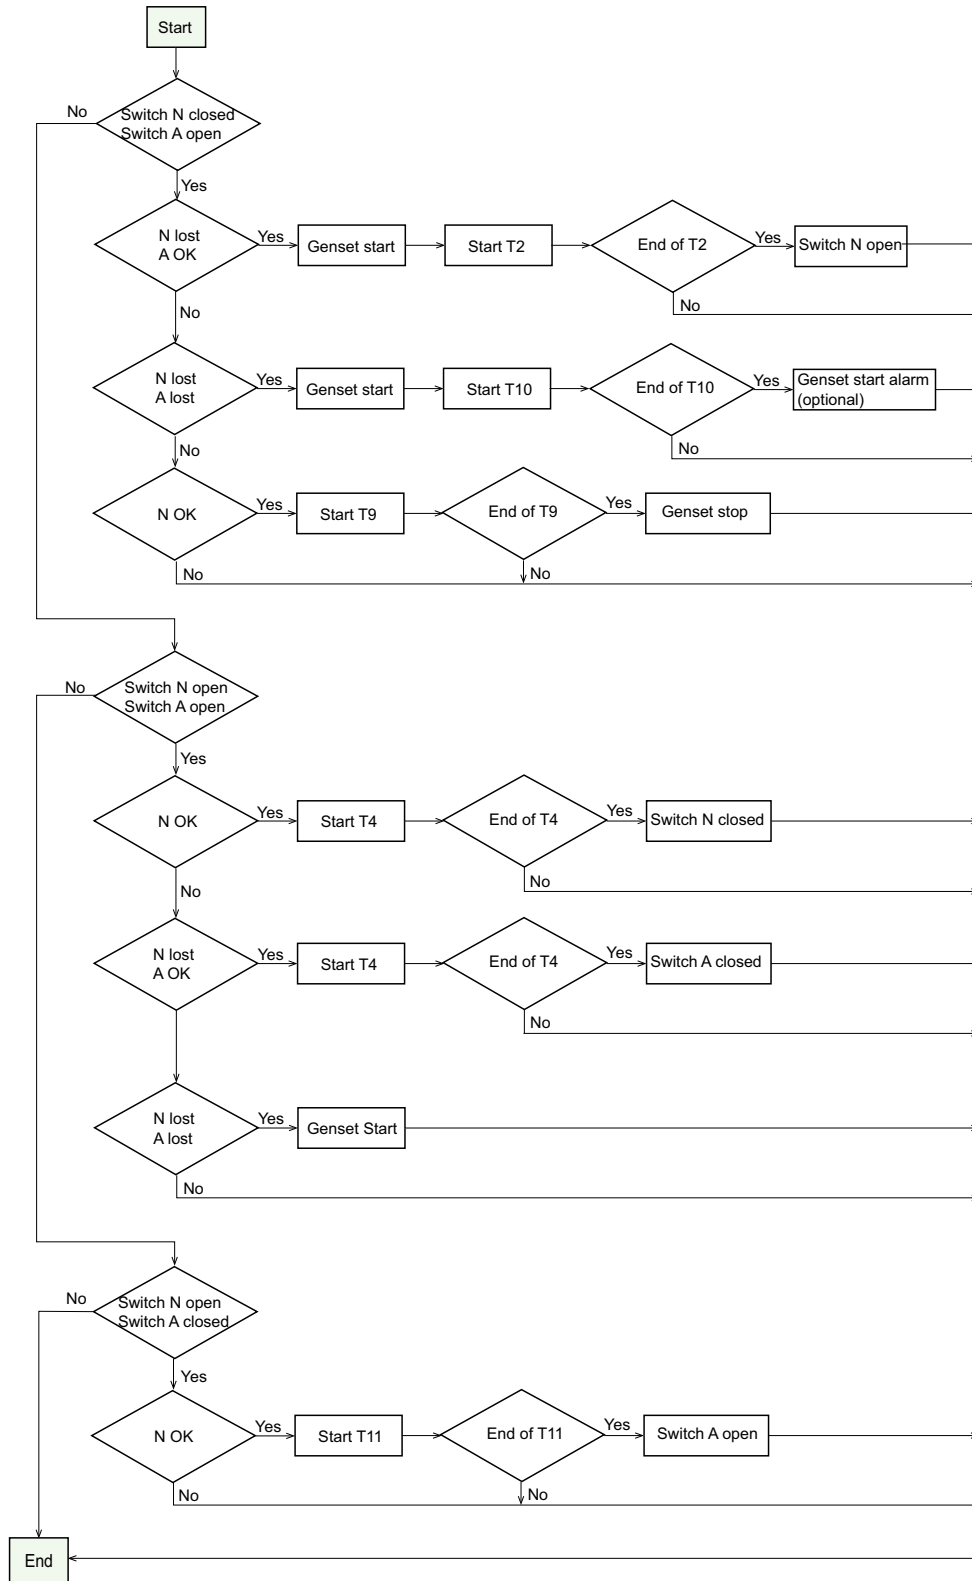 Start
No
Switch N closed
Switch A open
Yes
N lost
A OK
Yes
Genset start
Start T2
End of T2
Yes
Switch N open
No
No
N lost
A lost
Yes
Genset start
Start T10
End of T10
Yes
Genset start alarm
(optional)
No
No
N OK
Yes
Start T9
End of T9
Yes
Genset stop
No
No
No
Switch N open
Switch A open
Yes
N OK
Yes
Start T4
End of T4
Yes
Switch N closed
No
No
N lost
A OK
Yes
Start T4
End of T4
Yes
Switch A closed
No
N lost
A lost
Yes
Genset Start
No
No
Switch N open
Switch A closed
Yes
N OK
Yes
Start T11
End of T11
Yes
Switch A open
No
No
End